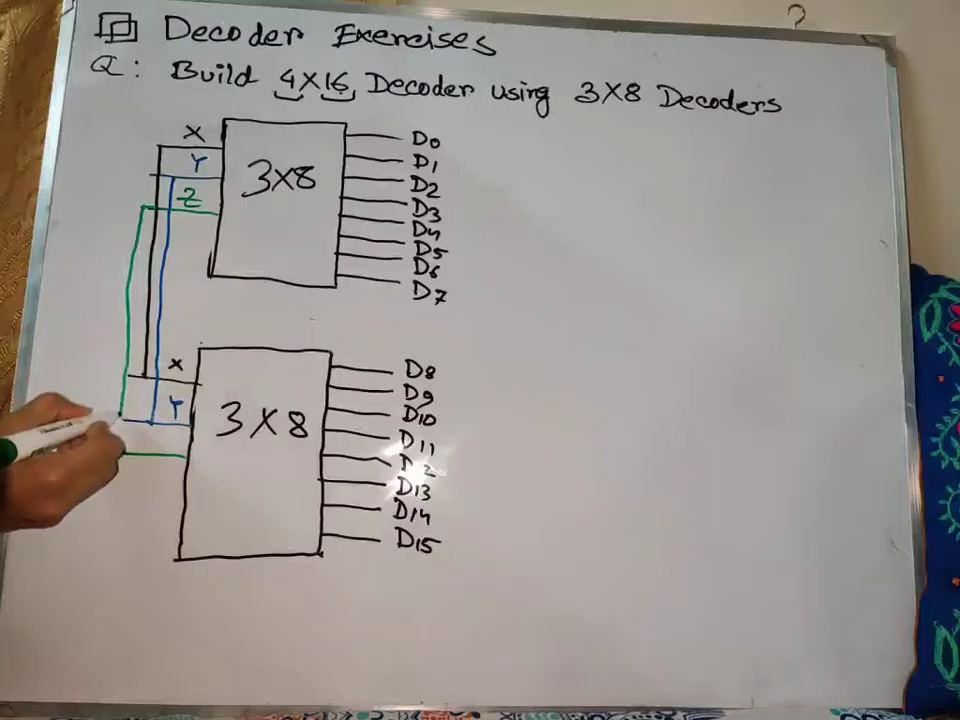 Decoder Exercises
Q: Build 4X16 Decoder using 3X8 Decoders
X
Y
Z
3X8
D0
D1
D2
D3
D4
D5
D6
D7
X
Y
3X8
D8
D9
D10
D11
D13
D14
D15